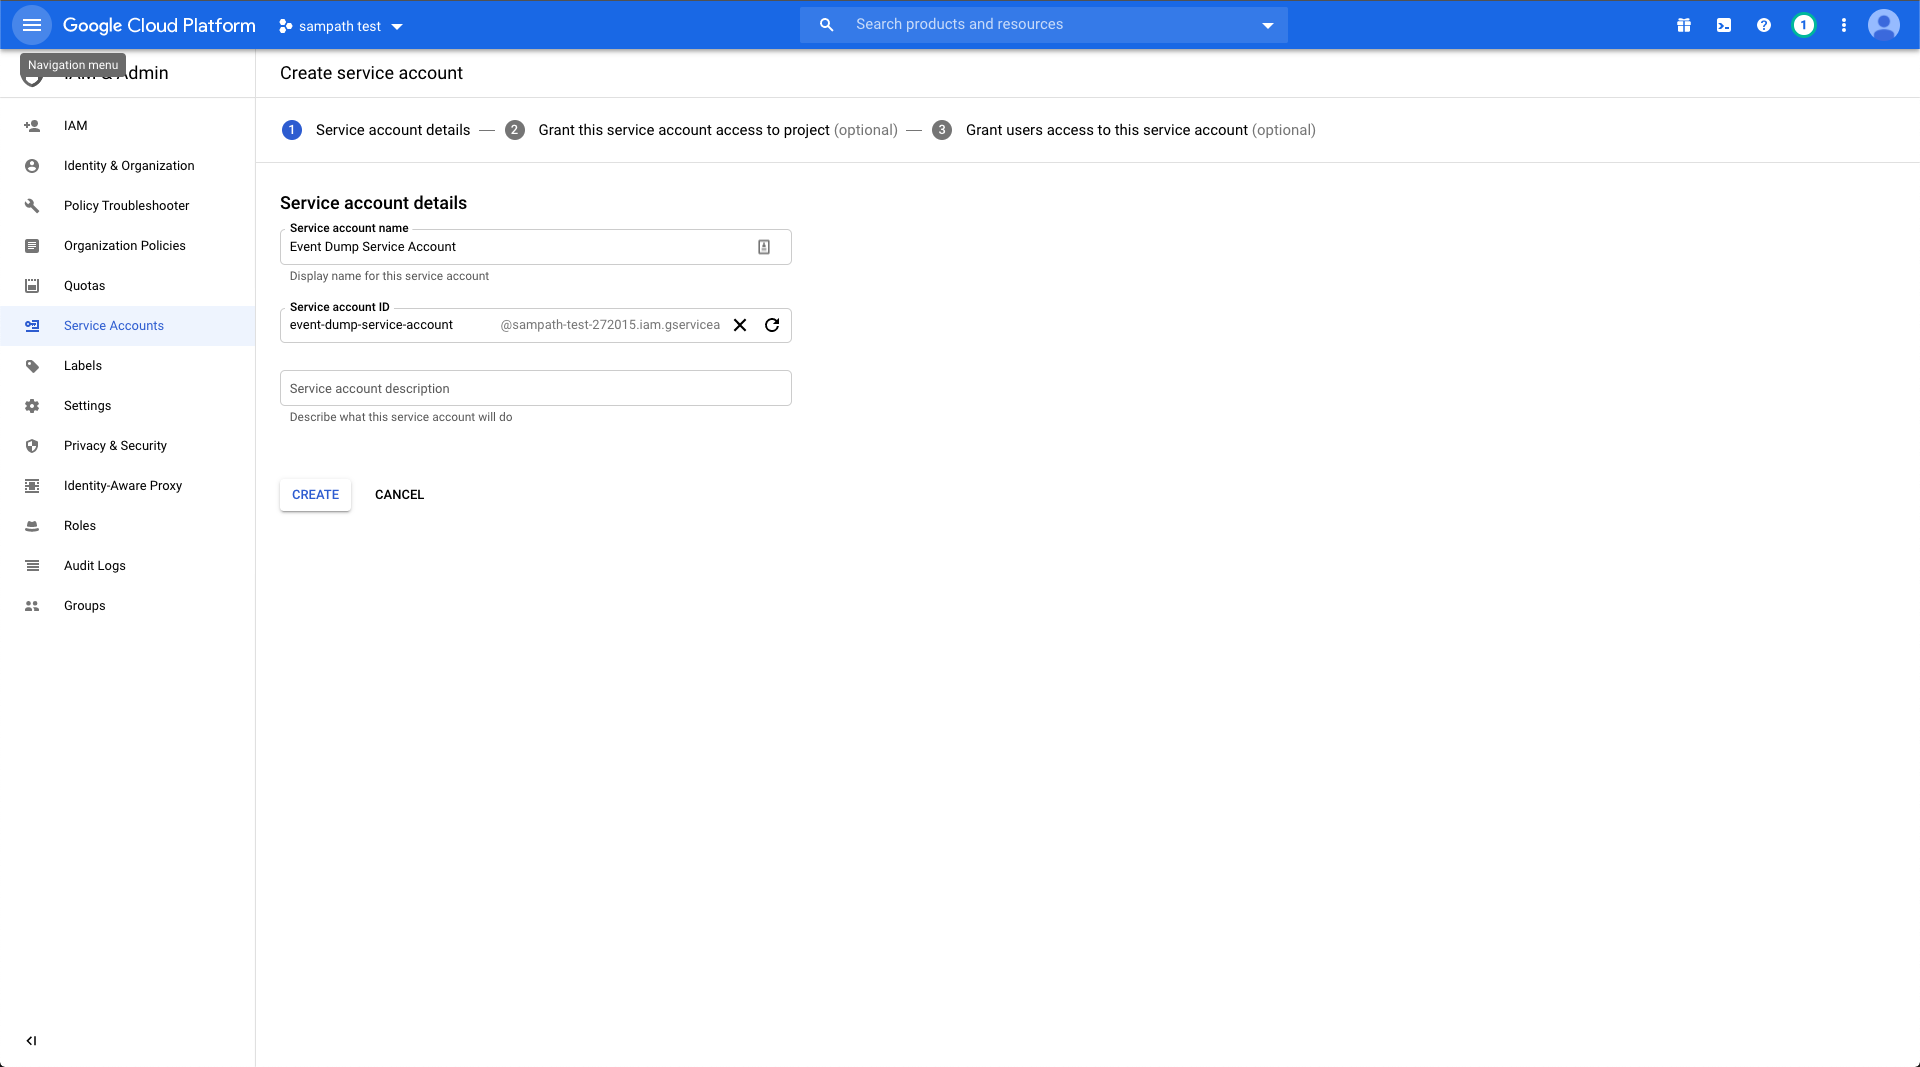 Google Cloud Platform
sampath test
Search products and resources
1
Navigation menu
IAM & Admin
Create service account
IAM
Identity & Organization
Policy Troubleshooter
Organization Policies
Quotas
Service Accounts
Labels
Settings
Privacy & Security
Identity-Aware Proxy
Roles
Audit Logs
Groups
1 Service account details — 2 Grant this service account access to project (optional) — 3 Grant users access to this service account (optional)
Service account details
Service account name
Event Dump Service Account
Display name for this service account
Service account ID
event-dump-service-account @sampath-test-272015.iam.gservicea
Service account description
Describe what this service account will do
CREATE CANCEL